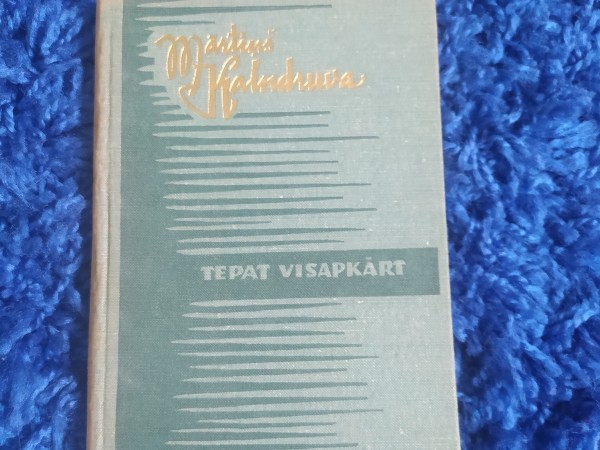 Mārtiņš
Kalndruva
TEPAT VISAPKĀRT